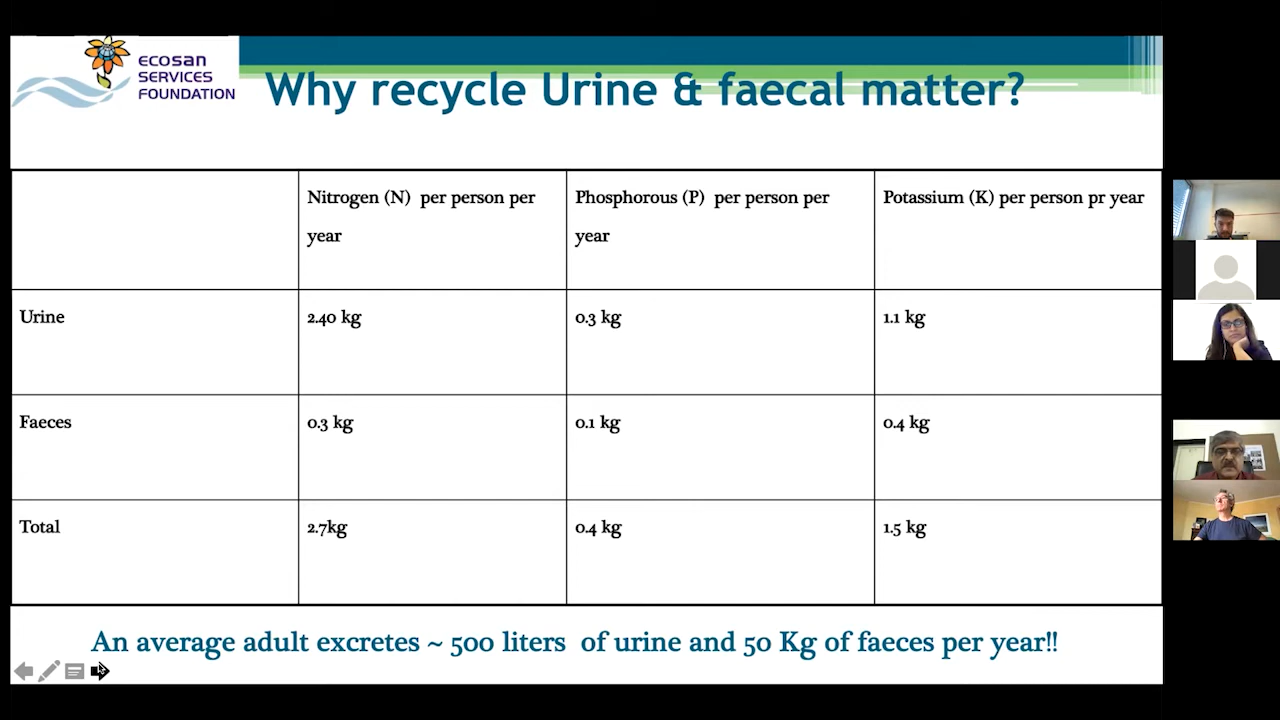 ECOSAN
SERVICES
FOUNDATION
Why recycle Urine & faecal matter?
Nitrogen (N) per person per
year
Phosphorous (P) per person per
year
Potassium (K) per person pr year
Urine
2.40 kg
0.3 kg
1.1 kg
Faeces
0.3 kg
0.1 kg
0.4 kg
Total
2.7kg
0.4 kg
1.5 kg
An average adult excretes ~ 500 liters of urine and 50 Kg of faeces per year!!